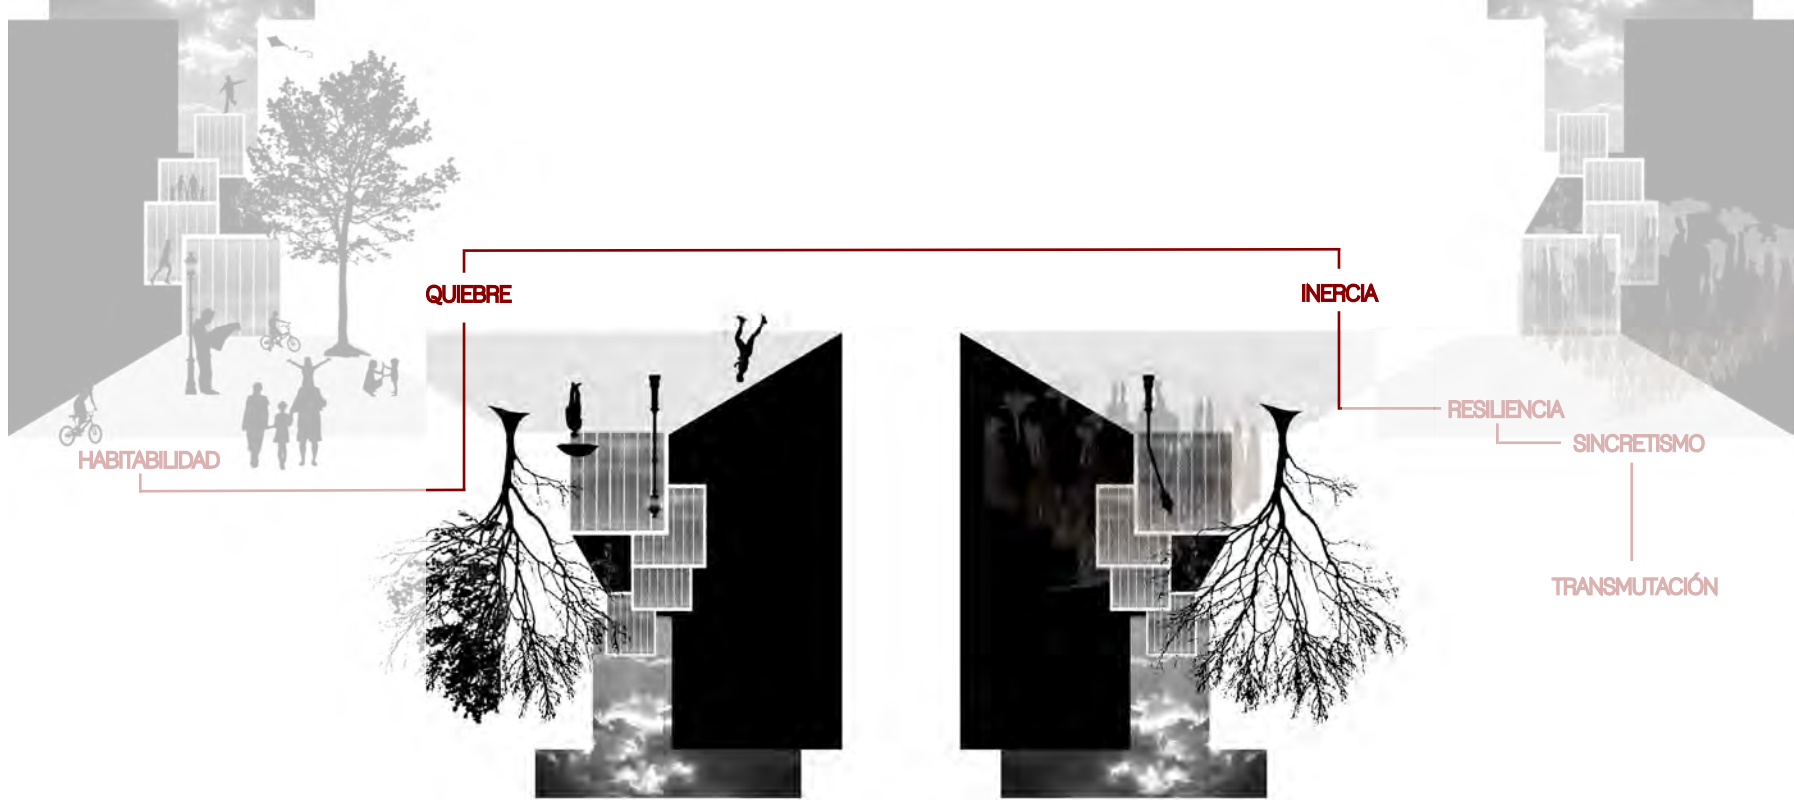 QUIEBRE
INERCIA
RESILIENCIA
SINCRETISMO
HABITABILIDAD
TRANSMUTACIÓN